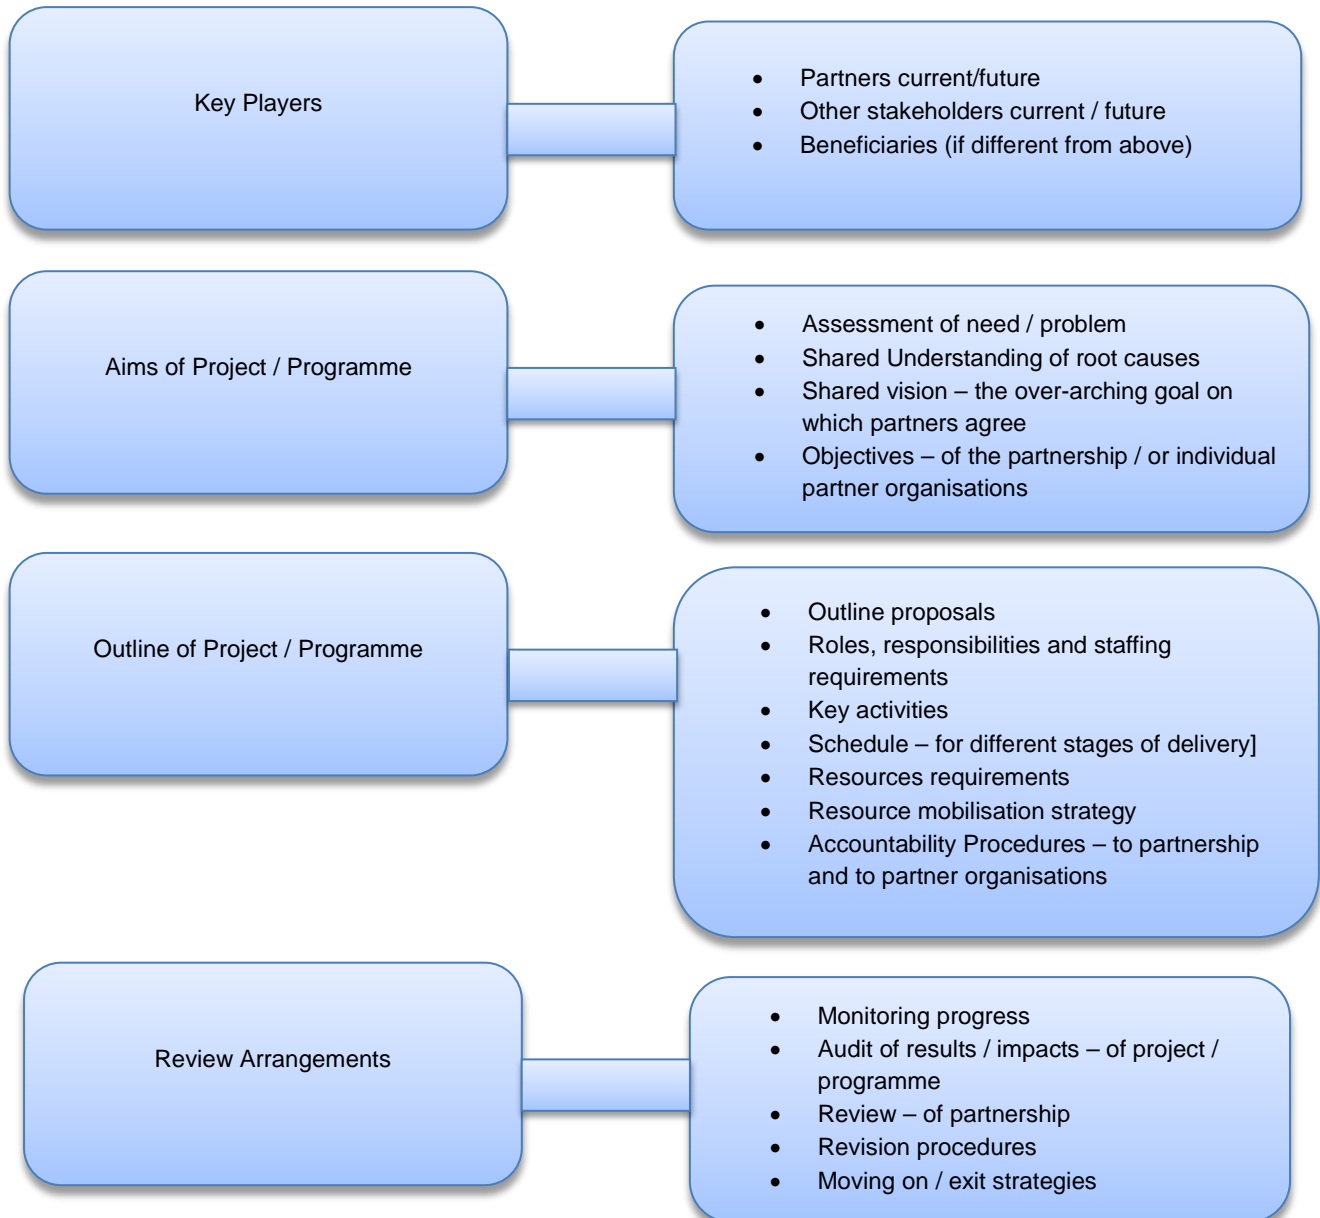 Key Players
• Partners current/future
• Other stakeholders current / future
• Beneficiaries (if different from above)
Aims of Project / Programme
• Assessment of need / problem
• Shared Understanding of root causes
• Shared vision – the over-arching goal on
which partners agree
• Objectives – of the partnership / or individual
partner organisations
Outline of Project / Programme
• Outline proposals
• Roles, responsibilities and staffing
requirements
• Key activities
• Schedule – for different stages of delivery]
• Resources requirements
• Resource mobilisation strategy
• Accountability Procedures – to partnership
and to partner organisations
Review Arrangements
• Monitoring progress
• Audit of results / impacts – of project /
programme
• Review – of partnership
• Revision procedures
• Moving on / exit strategies